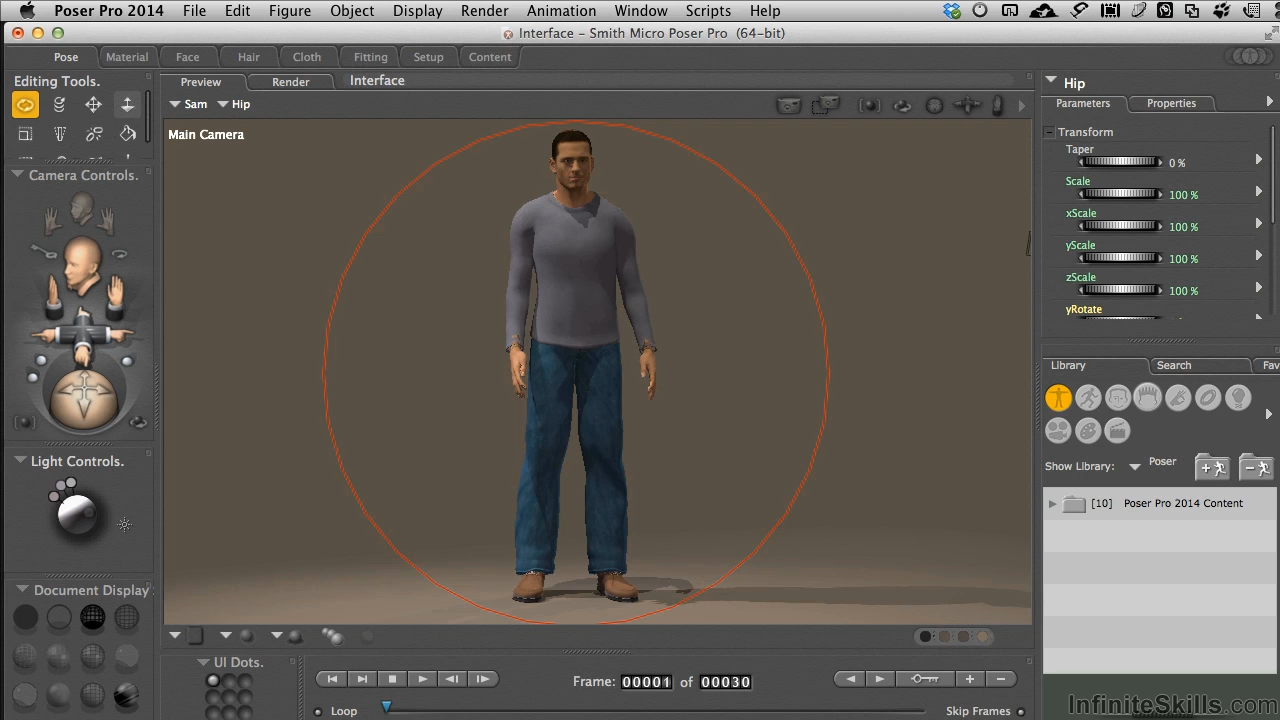 Poser Pro 2014 File Edit Figure Object Display Render Animation Window Scripts Help
Interface – Smith Micro Poser Pro (64-bit)
Pose Material Face Hair Cloth Fitting Setup Content
Editing Tools.
Preview Render Interface
Sam Hip
Main Camera
Camera Controls.
Light Controls.
Document Display
UI Dots.
Frame: 00001 of 00030
Loop
Skip Frames
Hip
Parameters Properties
Transform
Taper
0 %
Scale
100 %
xScale
100 %
yScale
100 %
zScale
100 %
yRotate
Library Search Fav
Show Library: Poser
[10] Poser Pro 2014 Content
InfiniteSkills.com